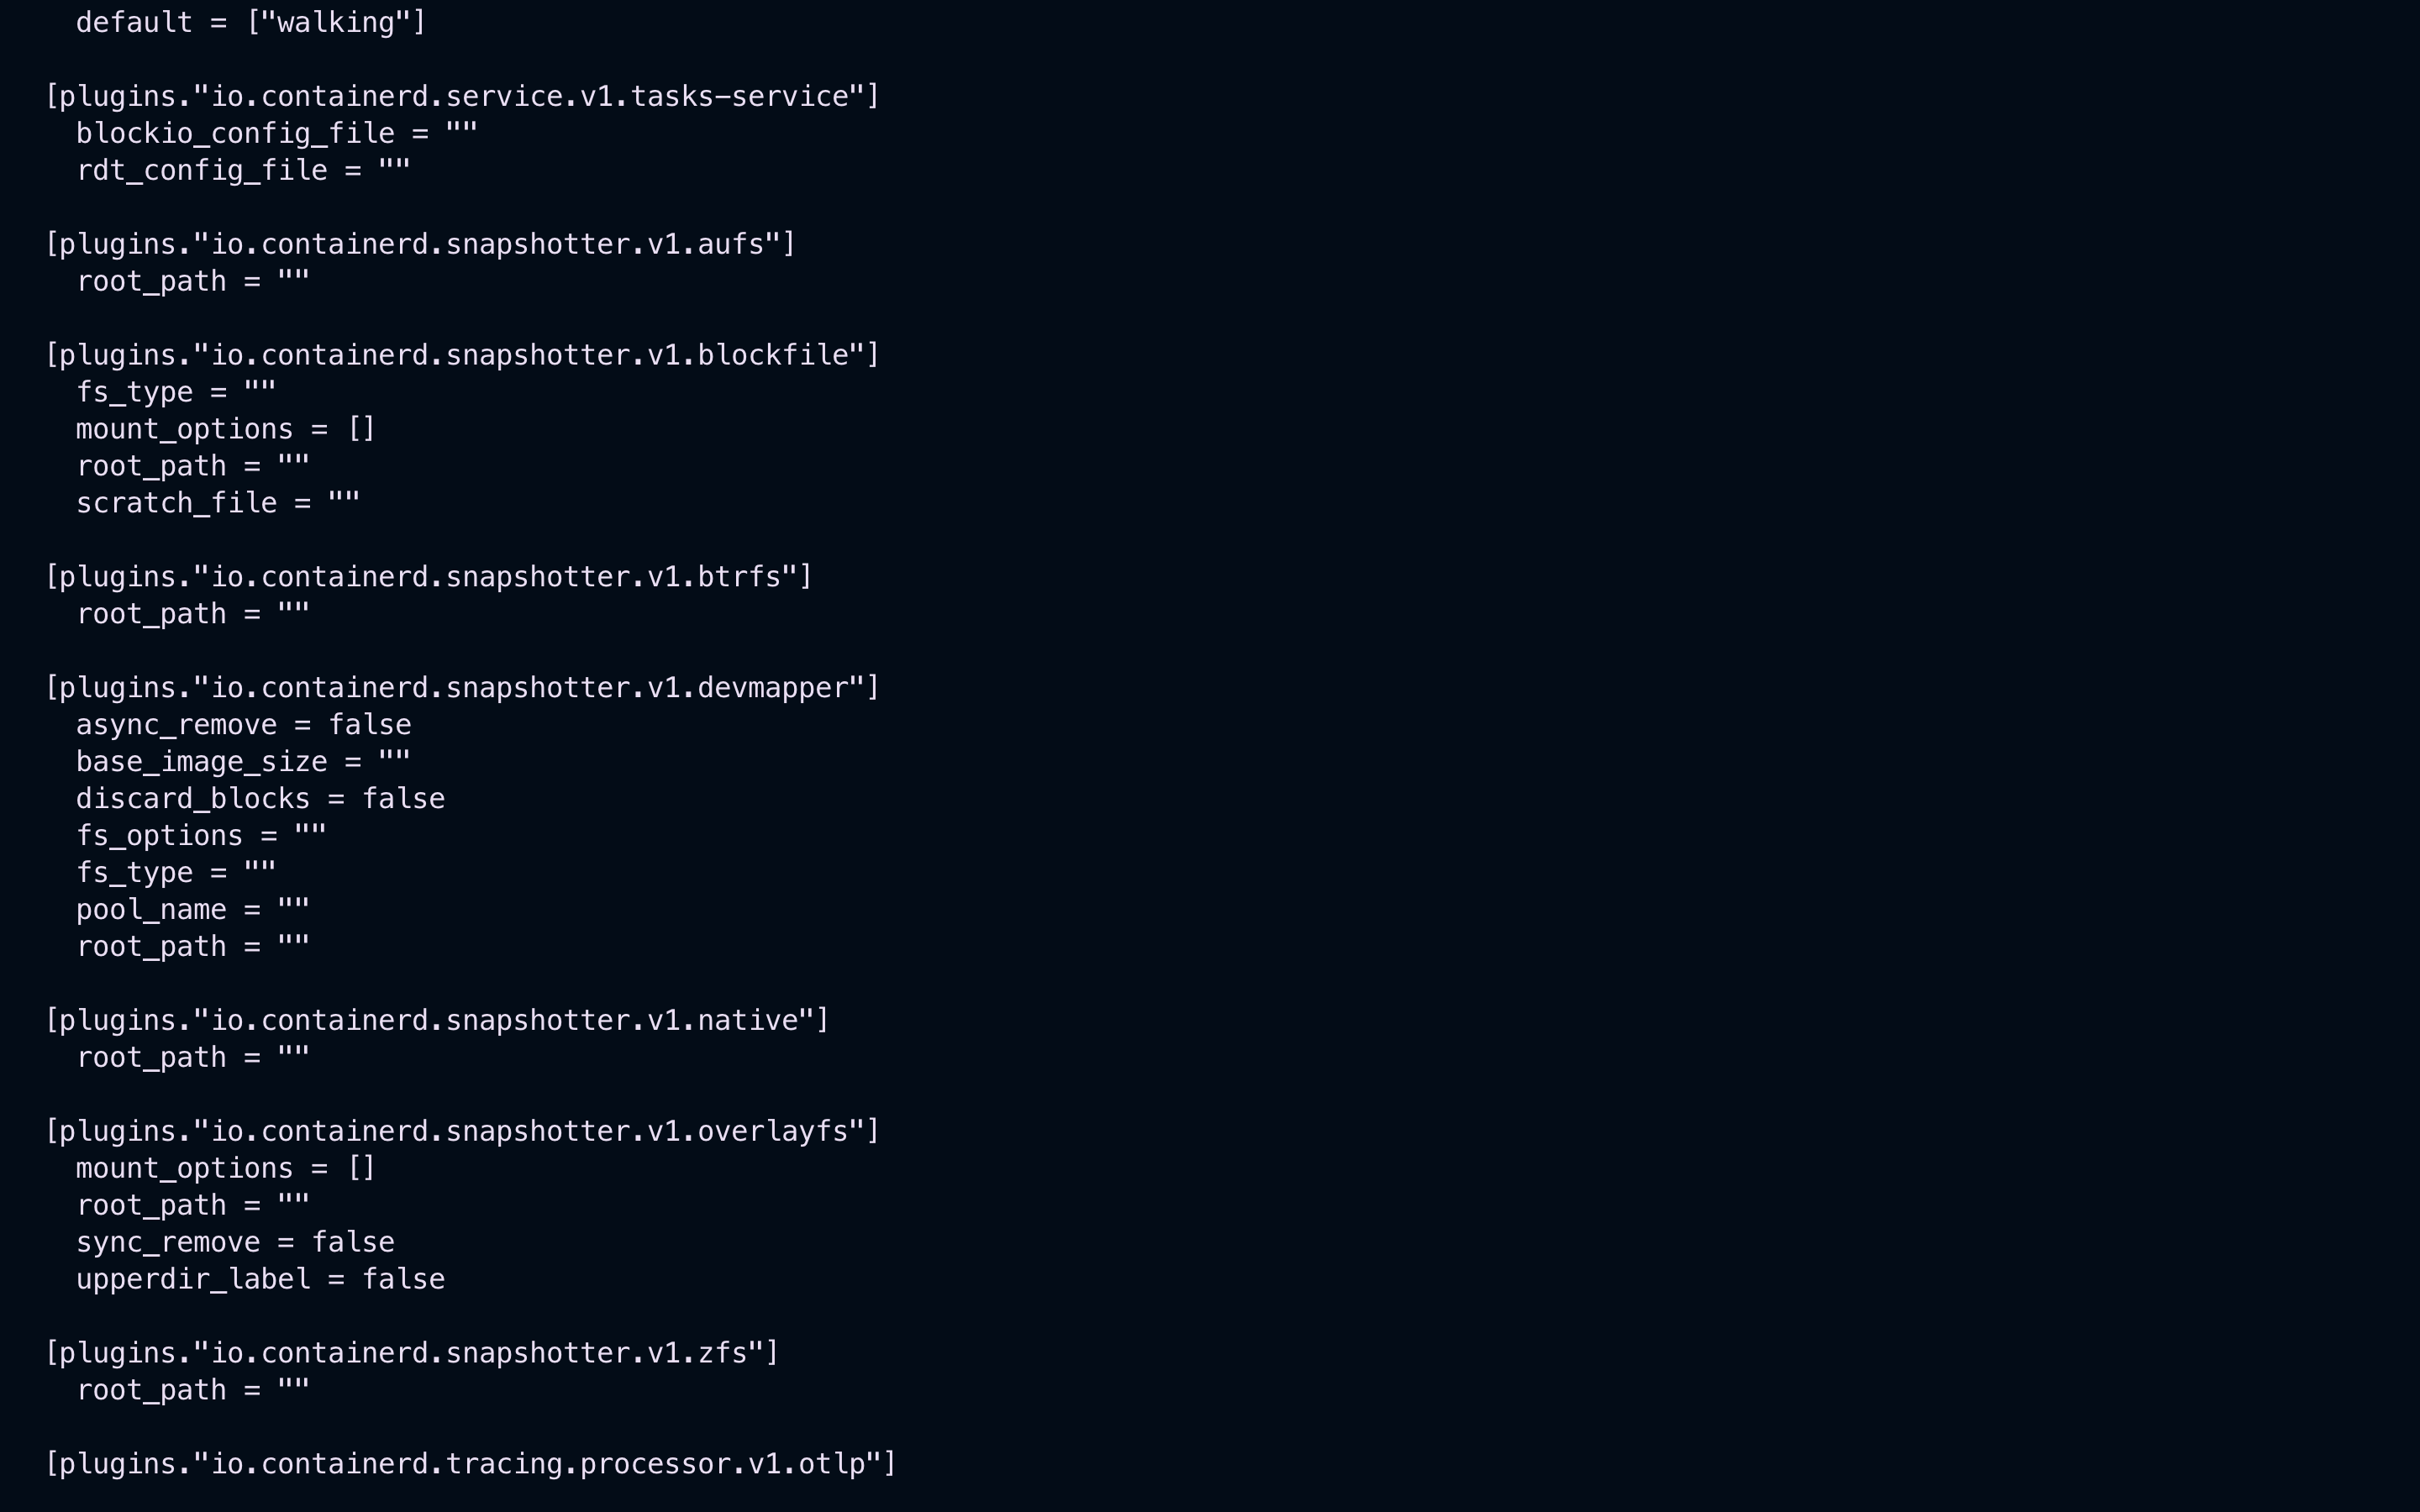 default = ["walking"]
[plugins."io.containerd.service.v1.tasks-service"]
blockio_config_file = ""
rdt_config_file = ""
[plugins."io.containerd.snapshotter.v1.aufs"]
root_path = ""
[plugins."io.containerd.snapshotter.v1.blockfile"]
fs_type = ""
mount_options = []
root_path = ""
scratch_file = ""
[plugins."io.containerd.snapshotter.v1.btrfs"]
root_path = ""
[plugins."io.containerd.snapshotter.v1.devmapper"]
async_remove = false
base_image_size = ""
discard_blocks = false
fs_options = ""
fs_type = ""
pool_name = ""
root_path = ""
[plugins."io.containerd.snapshotter.v1.native"]
root_path = ""
[plugins."io.containerd.snapshotter.v1.overlayfs"]
mount_options = []
root_path = ""
sync_remove = false
upperdir_label = false
[plugins."io.containerd.snapshotter.v1.zfs"]
root_path = ""
[plugins."io.containerd.tracing.processor.v1.otlp"]